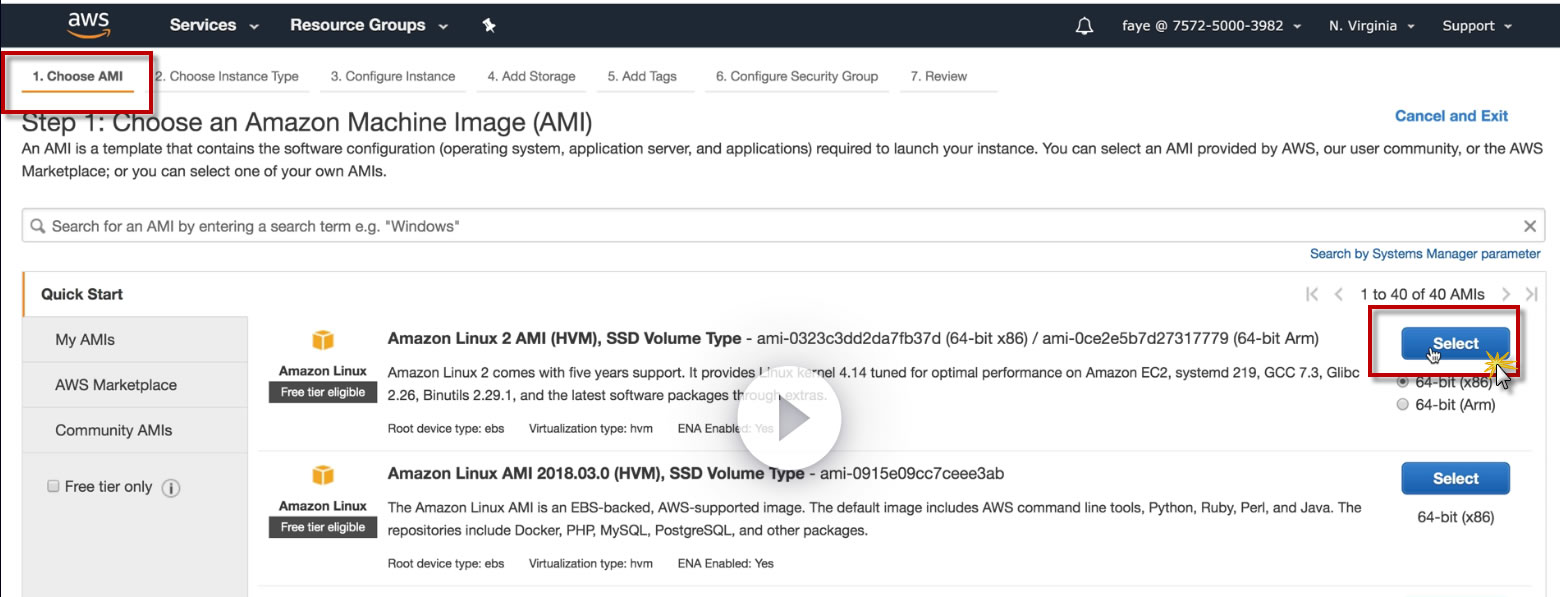 aws
Services
Resource Groups
faye @ 7572-5000-3982
N. Virginia
Support
1. Choose AMI
2. Choose Instance Type
3. Configure Instance
4. Add Storage
5. Add Tags
6. Configure Security Group
7. Review
Step 1: Choose an Amazon Machine Image (AMI)
Cancel and Exit
An AMI is a template that contains the software configuration (operating system, application server, and applications) required to launch your instance. You can select an AMI provided by AWS, our user community, or the AWS
Marketplace; or you can select one of your own AMIs.
Search for an AMI by entering a search term e.g. "Windows"
Search by Systems Manager parameter
Quick Start
1 to 40 of 40 AMIs
My AMIs
AWS Marketplace
Community AMIs
Free tier only
Amazon Linux
Free tier eligible
Amazon Linux 2 AMI (HVM), SSD Volume Type - ami-0323c3dd2da7fb37d (64-bit x86) / ami-0ce2e5b7d27317779 (64-bit Arm)
Amazon Linux 2 comes with five years support. It provides Linux kernel 4.14 tuned for optimal performance on Amazon EC2, systemd 219, GCC 7.3, Glibc
2.26, Binutils 2.29.1, and the latest software packages through extras.
Root device type: ebs
Virtualization type: hvm
ENA Enabled: Yes
Select
64-bit (x86)
64-bit (Arm)
Amazon Linux
Free tier eligible
Amazon Linux AMI 2018.03.0 (HVM), SSD Volume Type - ami-0915e09cc7ceee3ab
The Amazon Linux AMI is an EBS-backed, AWS-supported image. The default image includes AWS command line tools, Python, Ruby, Perl, and Java. The
repositories include Docker, PHP, MySQL, PostgreSQL, and other packages.
Root device type: ebs
Virtualization type: hvm
ENA Enabled: Yes
Select
64-bit (x86)